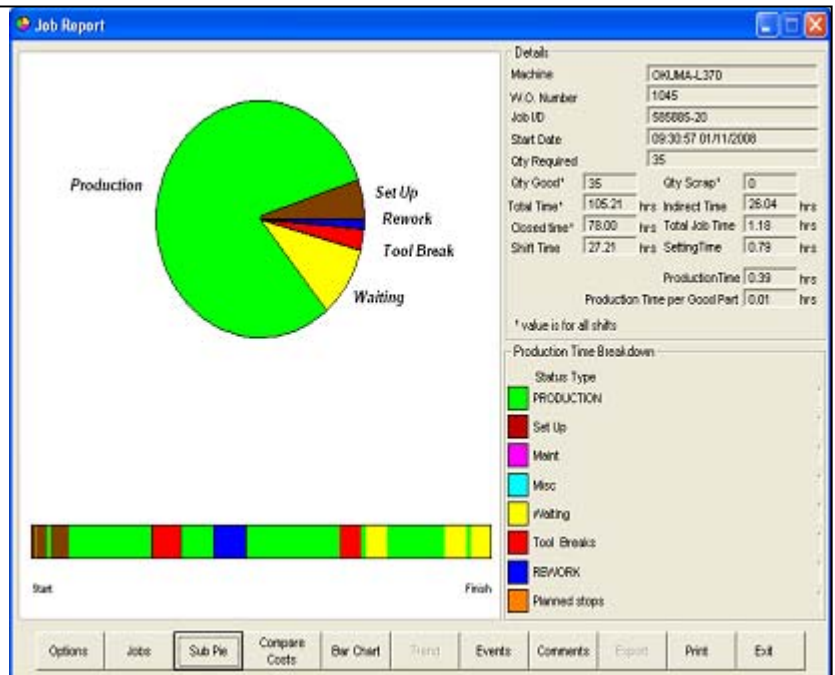 Job Report
Production
Set Up
Rework
Tool Break
Waiting
Start
Finish
Details
Machine OKUMA-L370
W.O. Number 1045
Job I/D 585885-20
Start Date 09:30:57 01/11/2008
Qty Required 35
Qty Good* 35 Qty Scrap* 0
Total Time* 105.21 hrs Indirect Time 26.04 hrs
Closed time* 78.00 hrs Total Job Time 1.18 hrs
Shift Time 27.21 hrs SettingTime 0.79 hrs
ProductionTime 0.39 hrs
Production Time per Good Part 0.01 hrs
* value is for all shifts
Production Time Breakdown
Status Type
PRODUCTION
Set Up
Maint
Misc
Waiting
Tool Breaks
REWORK
Planned stops
Options Jobs Sub Pie Compare Costs Bar Chart Trend Events Comments Export Print Exit